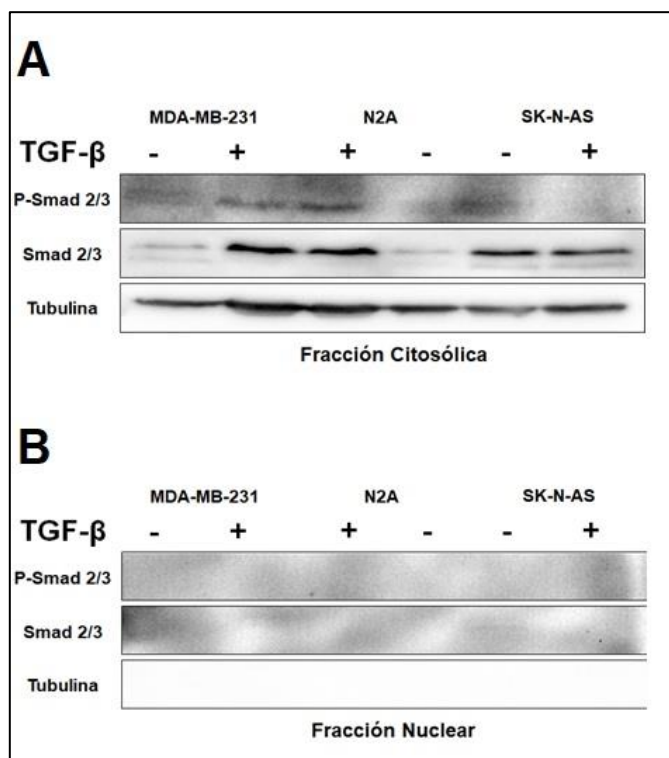 A
MDA-MB-231 N2A SK-N-AS
TGF-β - + + - - +
P-Smad 2/3
Smad 2/3
Tubulina
Fracción Citosólica
B
MDA-MB-231 N2A SK-N-AS
TGF-β - + + - - +
P-Smad 2/3
Smad 2/3
Tubulina
Fracción Nuclear